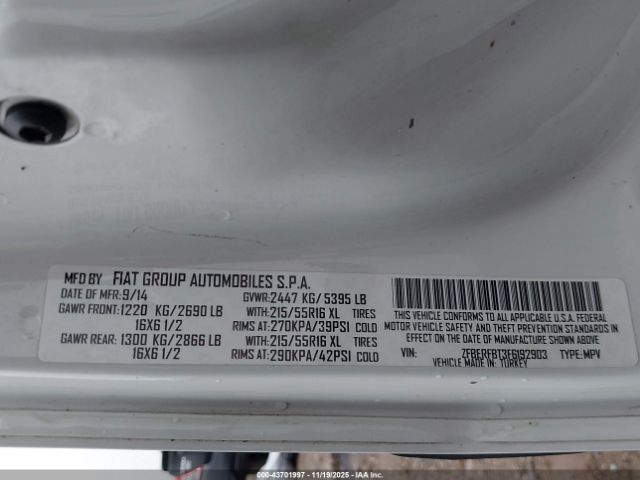 MFD BY FIAT GROUP AUTOMOBILES S.P.A.
DATE OF MFR: 9/14 GVWR: 2447 KG/ 5395 LB
GAWR FRONT: 1220 KG/2690 LB WITH: 215/55R16 XL TIRES
16X6 1/2 RIMS AT: 270KPA/39PSI COLD
GAWR REAR: 1300 KG/2866 LB WITH: 215/55R16 XL TIRES
16X6 1/2 RIMS AT: 290KPA/42PSI COLD
THIS VEHICLE CONFORMS TO ALL APPLICABLE U.S.A. FEDERAL
MOTOR VEHICLE SAFETY, BUMPER, AND THEFT PREVENTION STANDARDS
IN EFFECT ON THE DATE OF MANUFACTURE SHOWN ABOVE
VIN: ZFBERFBT3F6192903 TYPE: MPV
VEHICLE MADE IN: TURKEY
000-43701997 - 11/19/2025 - IAAI, Inc.